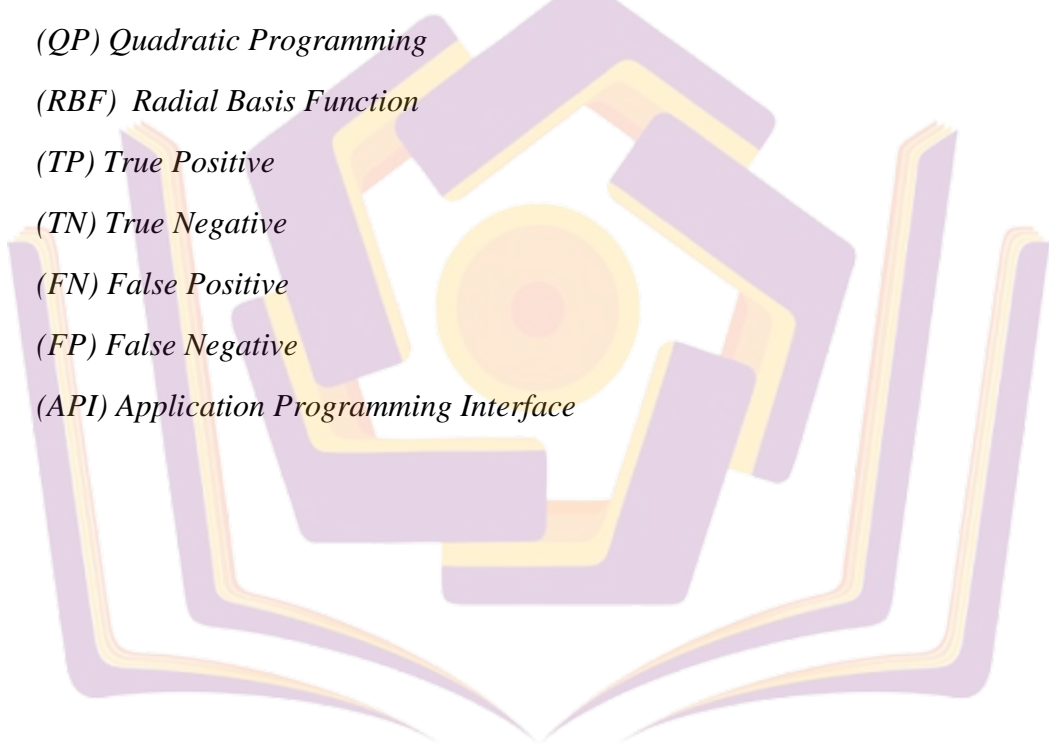 (QP) Quadratic Programming
(RBF) Radial Basis Function
(TP) True Positive
(TN) True Negative
(FN) False Positive
(FP) False Negative
(API) Application Programming Interface